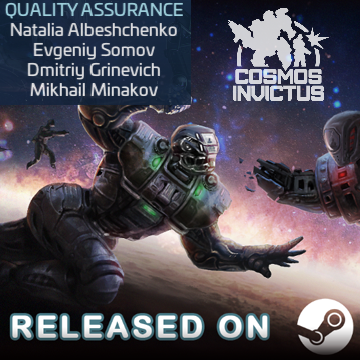 QUALITY ASSURANCE
Natalia Albeshchenko
Evgeniy Somov
Dmitriy Grinevich
Mikhail Minakov
COSMOS
INVICTUS
RELEASED ON